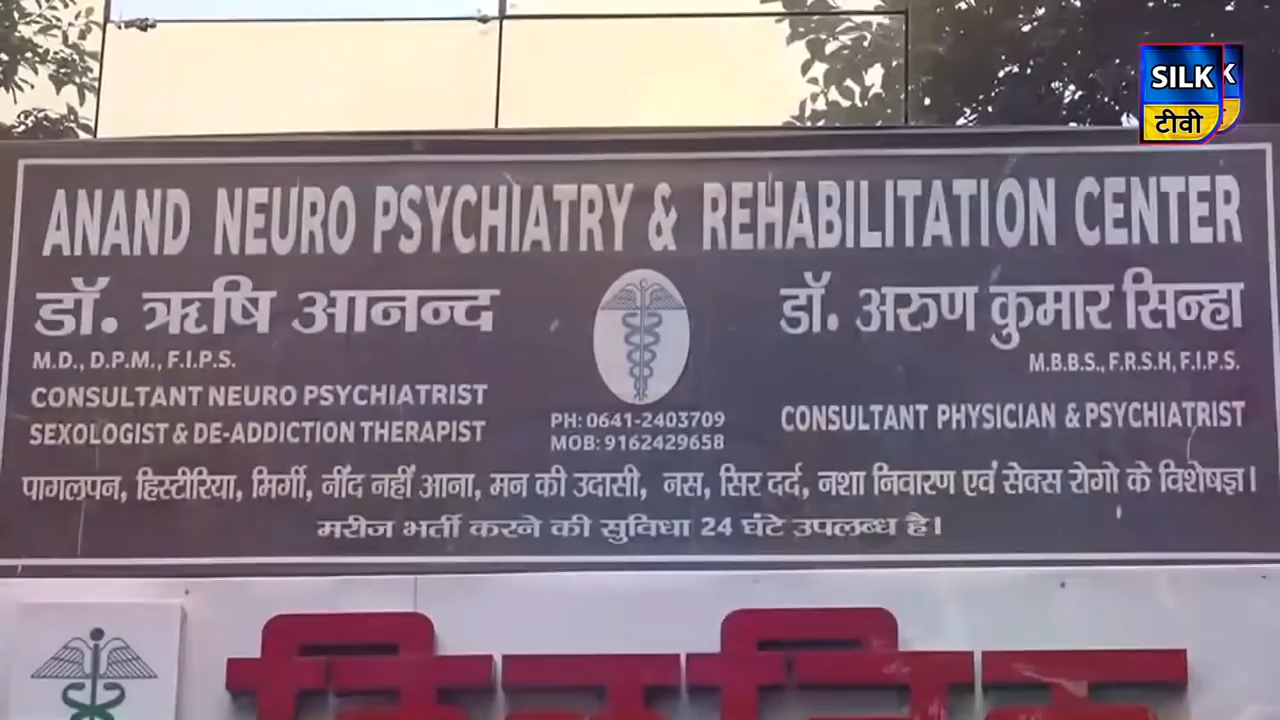 SILK K
टीवी
ANAND NEURO PSYCHIATRY & REHABILITATION CENTER
डॉ. ऋषि आनन्द
M.D., D.P.M., F.I.P.S.
CONSULTANT NEURO PSYCHIATRIST
SEXOLOGIST & DE-ADDICTION THERAPIST
PH: 0641-2403709
MOB: 9162429658
डॉ. अरुण कुमार सिन्हा
M.B.B.S., F.R.S.H, F.I.P.S.
CONSULTANT PHYSICIAN & PSYCHIATRIST
पागलपन, हिस्टीरिया, मिर्गी, नींद नहीं आना, मन की उदासी, नस, सिर दर्द, नशा निवारण एवं सेक्स रोगो के विशेषज्ञ।
मरीज भर्ती करने की सुविधा 24 घंटे उपलब्ध है।